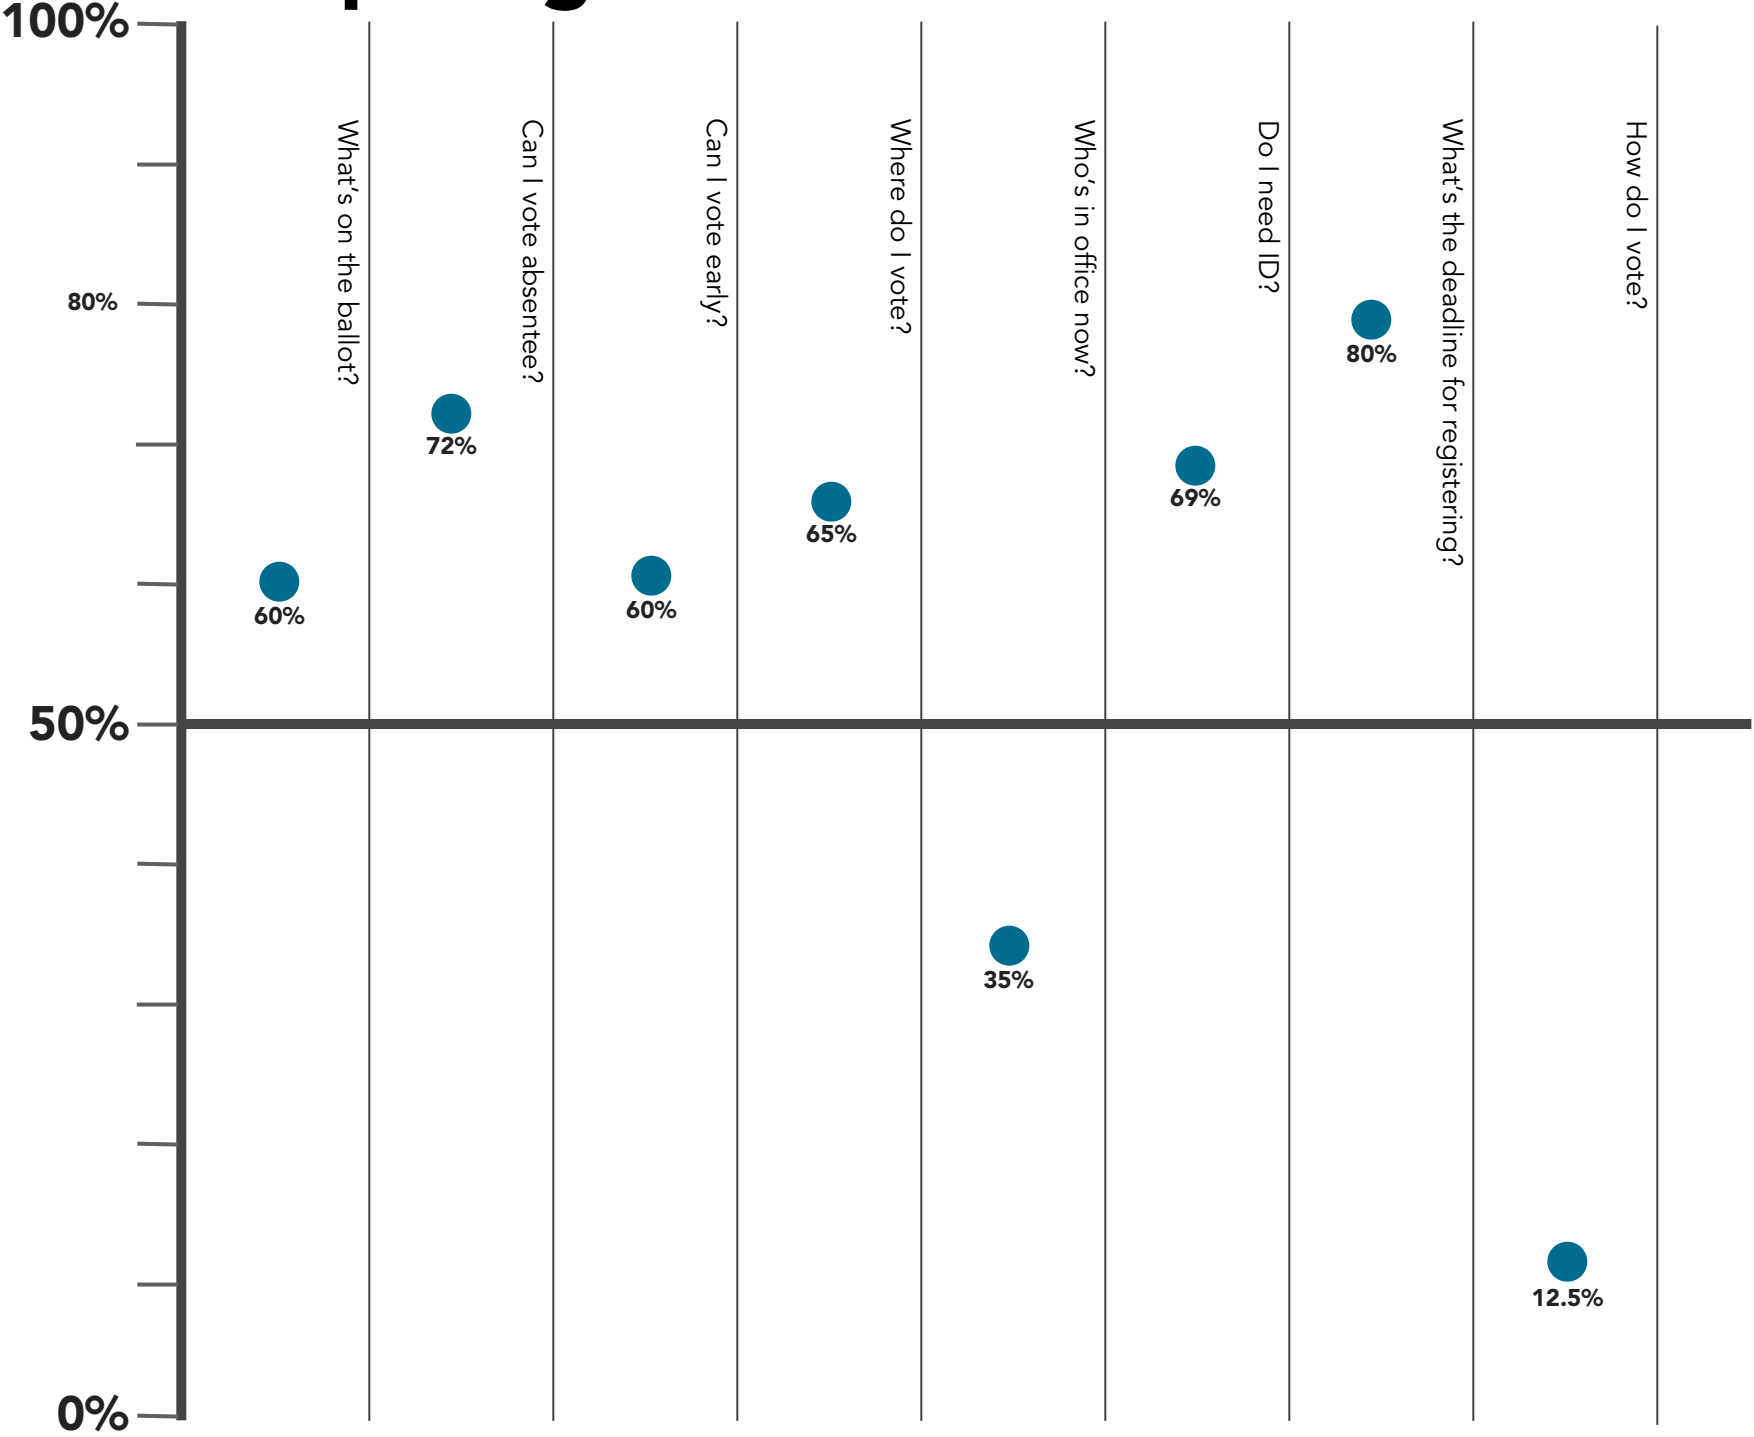 100%
80%
50%
0%
What's on the ballot?
Can I vote absentee?
Can I vote early?
Where do I vote?
Who's in office now?
Do I need ID?
What's the deadline for registering?
How do I vote?
60%
72%
60%
65%
35%
69%
80%
12.5%